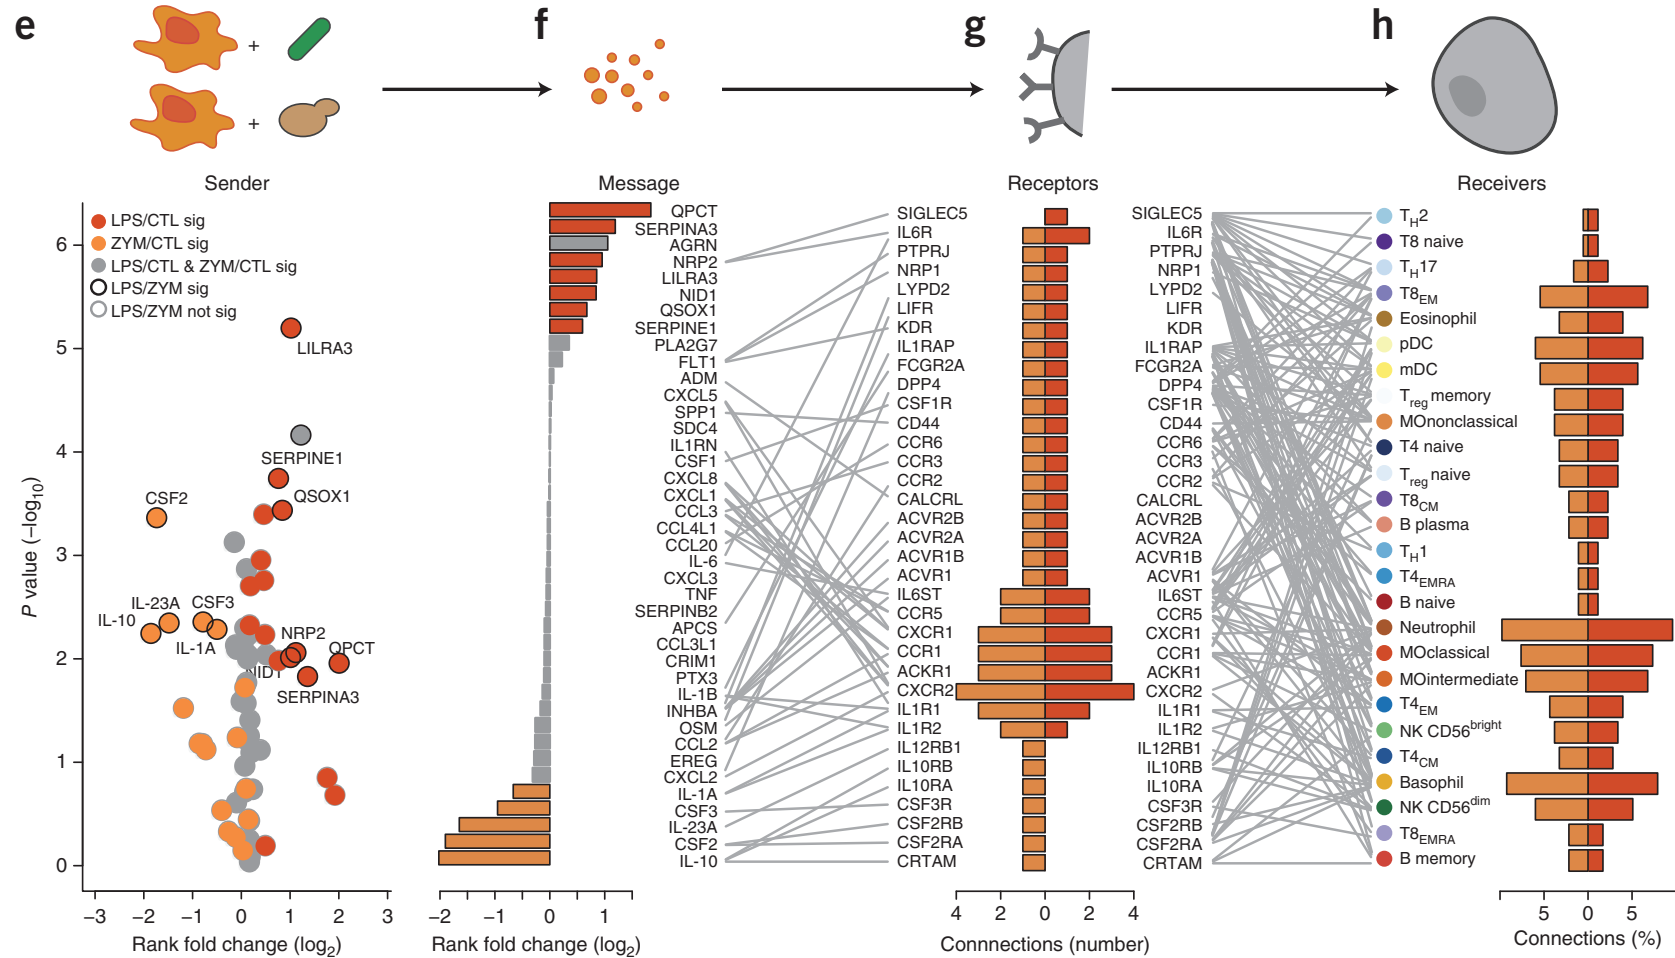 e
f
g
h
+
+
Sender
Message
Receptors
Receivers
LPS/CTL sig
ZYM/CTL sig
LPS/CTL & ZYM/CTL sig
LPS/ZYM sig
LPS/ZYM not sig
P value (–log10)
6
5
4
3
2
1
0
LILRA3
SERPINE1
QSOX1
CSF2
IL-23A
CSF3
IL-10
IL-1A
NRP2
QPCT
NID1
SERPINA3
–3
–2
–1
0
1
2
3
Rank fold change (log2)
QPCT
SERPINA3
AGRN
NRP2
LILRA3
NID1
QSOX1
SERPINE1
PLA2G7
FLT1
ADM
CXCL5
SPP1
SDC4
IL1RN
CSF1
CXCL8
CXCL1
CCL3
CCL4L1
CCL20
IL-6
CXCL3
TNF
SERPINB2
APCS
CCL3L1
CRIM1
PTX3
IL-1B
INHBA
OSM
CCL2
EREG
CXCL2
IL-1A
CSF3
IL-23A
CSF2
IL-10
–2
–1
0
1
Rank fold change (log2)
SIGLEC5
IL6R
PTPRJ
NRP1
LYPD2
LIFR
KDR
IL1RAP
FCGR2A
DPP4
CSF1R
CD44
CCR6
CCR3
CCR2
CALCRL
ACVR2B
ACVR2A
ACVR1B
ACVR1
IL6ST
CCR5
CXCR1
CCR1
ACKR1
CXCR2
IL1R1
IL1R2
IL12RB1
IL10RB
IL10RA
CSF3R
CSF2RB
CSF2RA
CRTAM
4
2
0
2
4
Connnections (number)
SIGLEC5
IL6R
PTPRJ
NRP1
LYPD2
LIFR
KDR
IL1RAP
FCGR2A
DPP4
CSF1R
CD44
CCR6
CCR3
CCR2
CALCRL
ACVR2B
ACVR2A
ACVR1B
ACVR1
IL6ST
CCR5
CXCR1
CCR1
ACKR1
CXCR2
IL1R1
IL1R2
IL12RB1
IL10RB
IL10RA
CSF3R
CSF2RB
CSF2RA
CRTAM
TH2
T8 naive
TH17
T8EM
Eosinophil
pDC
mDC
Treg memory
MOnonclassical
T4 naive
Treg naive
T8CM
B plasma
TH1
T4EMRA
B naive
Neutrophil
MOclassical
MOintermediate
T4EM
NK CD56bright
T4CM
Basophil
NK CD56dim
T8EMRA
B memory
5
0
5
Connections (%)